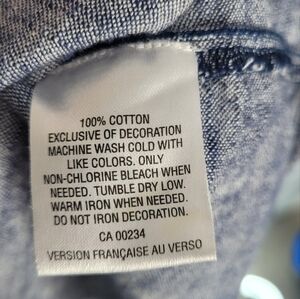 100% COTTON
EXCLUSIVE OF DECORATION
MACHINE WASH COLD WITH
LIKE COLORS. ONLY
NON-CHLORINE BLEACH WHEN
NEEDED. TUMBLE DRY LOW.
WARM IRON WHEN NEEDED.
DO NOT IRON DECORATION.
CA 00234
VERSION FRANÇAISE AU VERSO